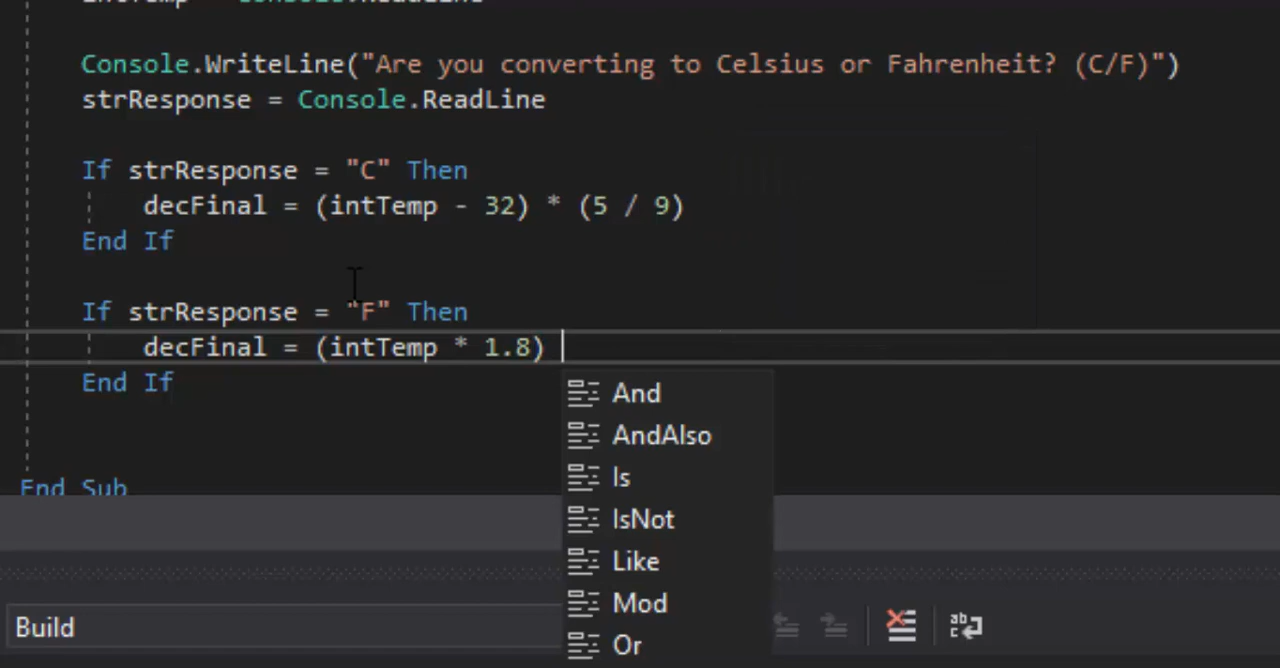 Console.WriteLine("Are you converting to Celsius or Fahrenheit? (C/F)")
strResponse = Console.ReadLine
If strResponse = "C" Then
decFinal = (intTemp - 32) * (5 / 9)
End If
If strResponse = "F" Then
decFinal = (intTemp * 1.8)
End If
And
AndAlso
Is
IsNot
Like
Mod
Or
End Sub
Build